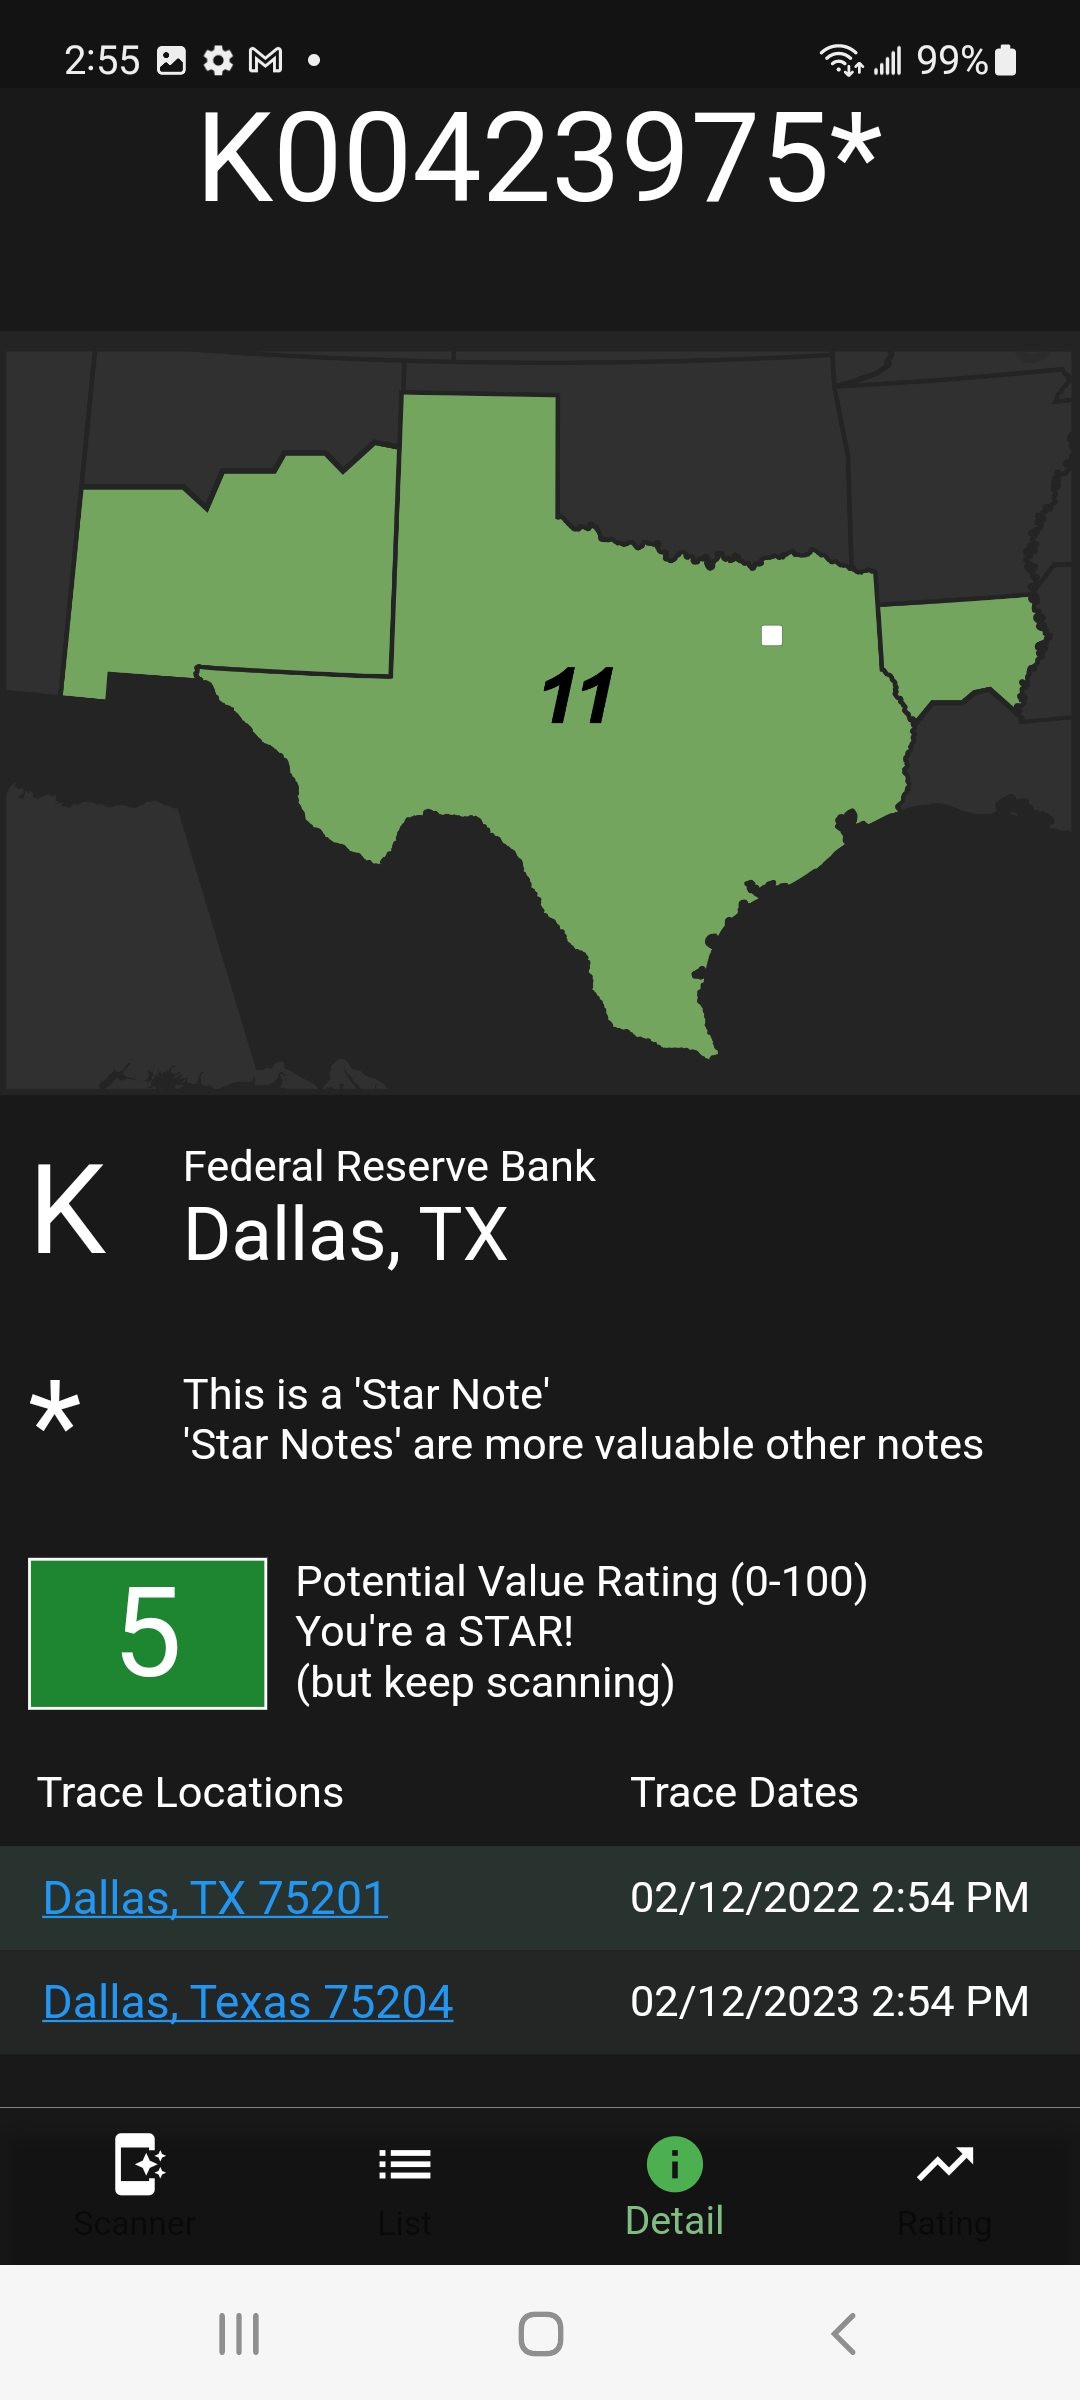 2:55 99%
K00423975*
11
K Federal Reserve Bank
Dallas, TX
* This is a 'Star Note'
'Star Notes' are more valuable other notes
5 Potential Value Rating (0-100)
You're a STAR!
(but keep scanning)
Trace Locations Trace Dates
Dallas, TX 75201 02/12/2022 2:54 PM
Dallas, Texas 75204 02/12/2023 2:54 PM
Scanner List Detail Rating